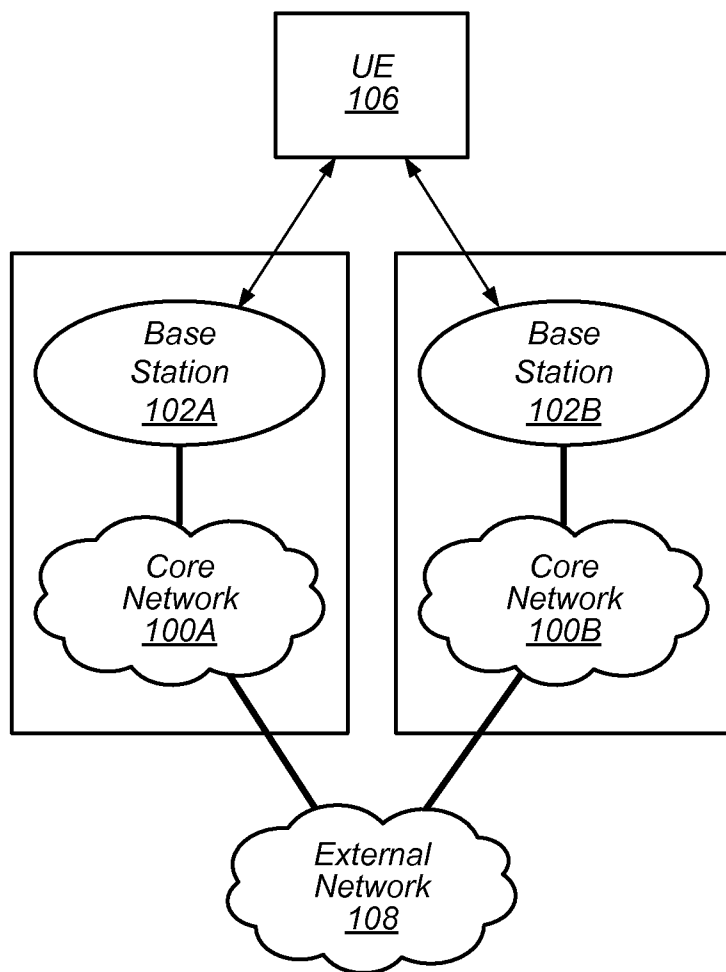 UE
106
Base
Station
102A
Base
Station
102B
Core
Network
100A
Core
Network
100B
External
Network
108